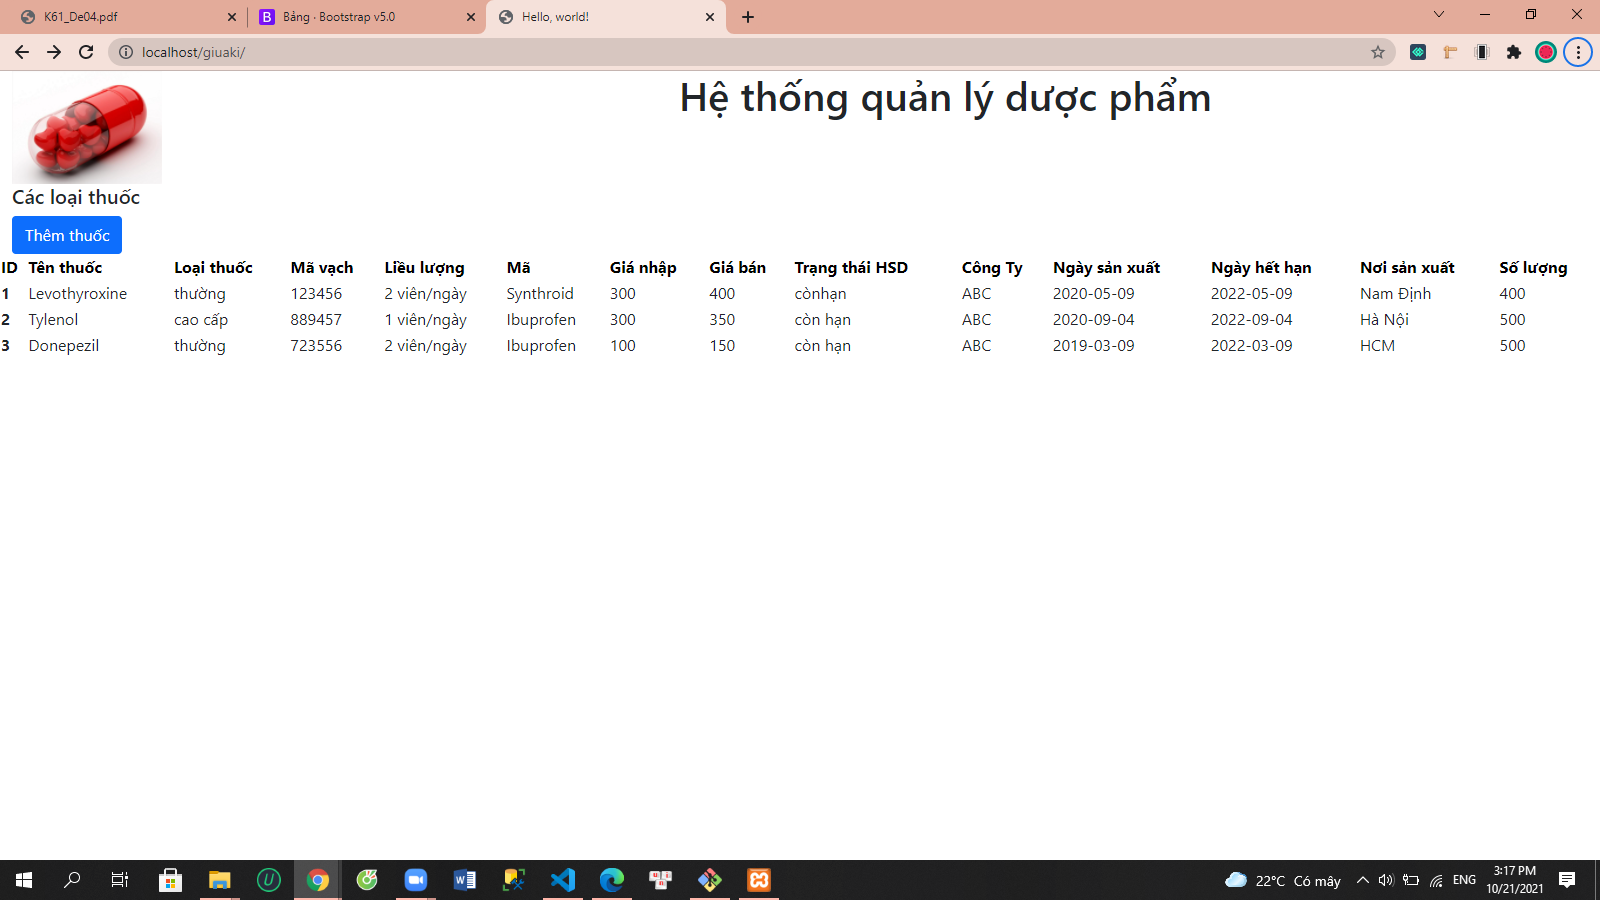 K61_De04.pdf
Bảng · Bootstrap v5.0
Hello, world!
localhost/giuaki/
Hệ thống quản lý dược phẩm
Các loại thuốc
Thêm thuốc
ID Tên thuốc Loại thuốc Mã vạch Liều lượng Mã Giá nhập Giá bán Trạng thái HSD Công Ty Ngày sản xuất Ngày hết hạn Nơi sản xuất Số lượng
1 Levothyroxine thường 123456 2 viên/ngày Synthroid 300 400 cònhạn ABC 2020-05-09 2022-05-09 Nam Định 400
2 Tylenol cao cấp 889457 1 viên/ngày Ibuprofen 300 350 còn hạn ABC 2020-09-04 2022-09-04 Hà Nội 500
3 Donepezil thường 723556 2 viên/ngày Ibuprofen 100 150 còn hạn ABC 2019-03-09 2022-03-09 HCM 500
22°C Có mây
ENG
3:17 PM
10/21/2021